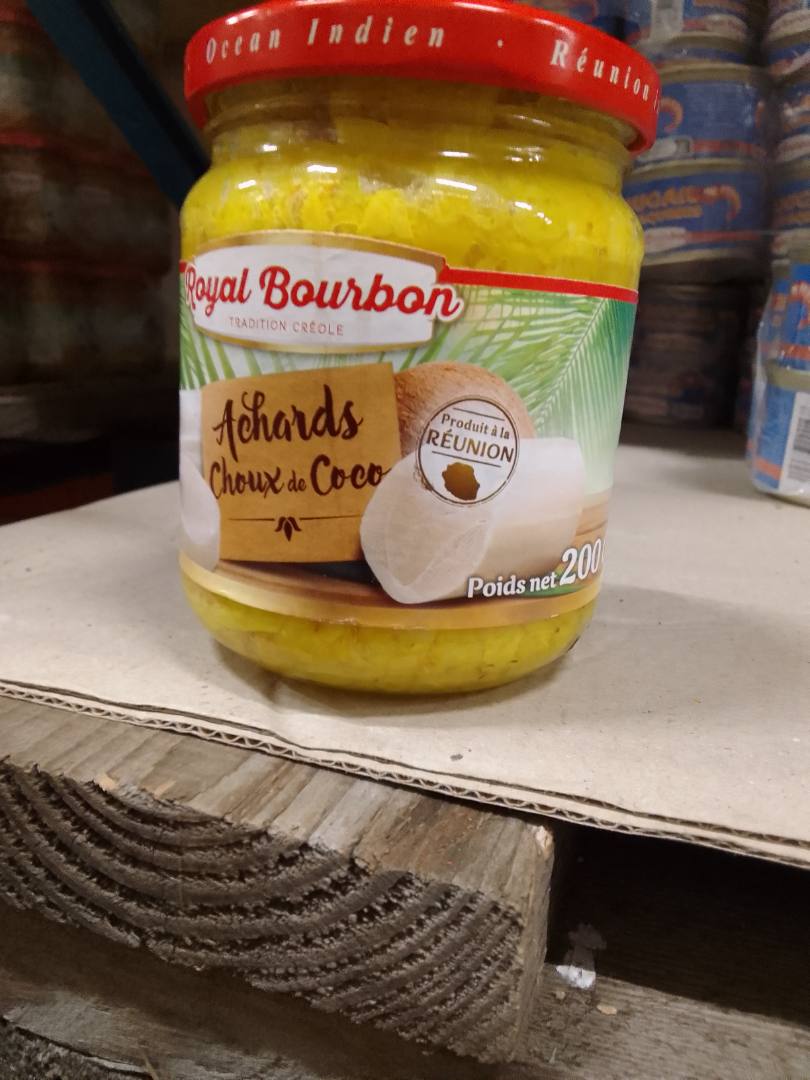 Ocean Indien · Réunion
Royal Bourbon
TRADITION CRÉOLE
Achards
Choux de Coco
Produit à la
RÉUNION
Poids net 200